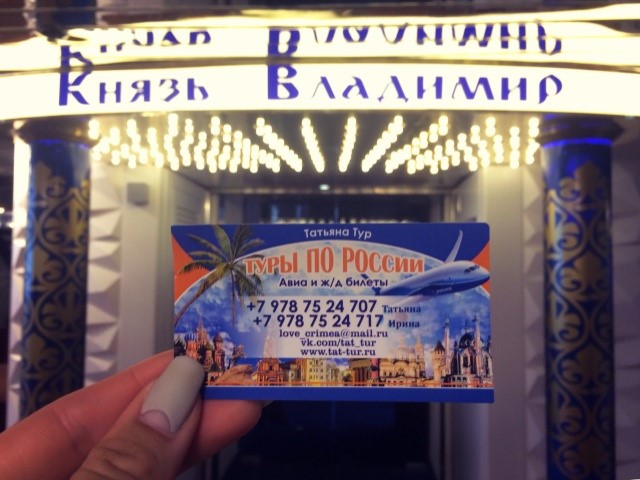 Князь Владимир
Татьяна Тур
ТУРЫ ПО РОССИИ
Авиа и ж/д билеты
+7 978 75 24 707 Татьяна
+7 978 75 24 717 Ирина
love_crimea@mail.ru
vk.com/tat_tur
www.tat-tur.ru